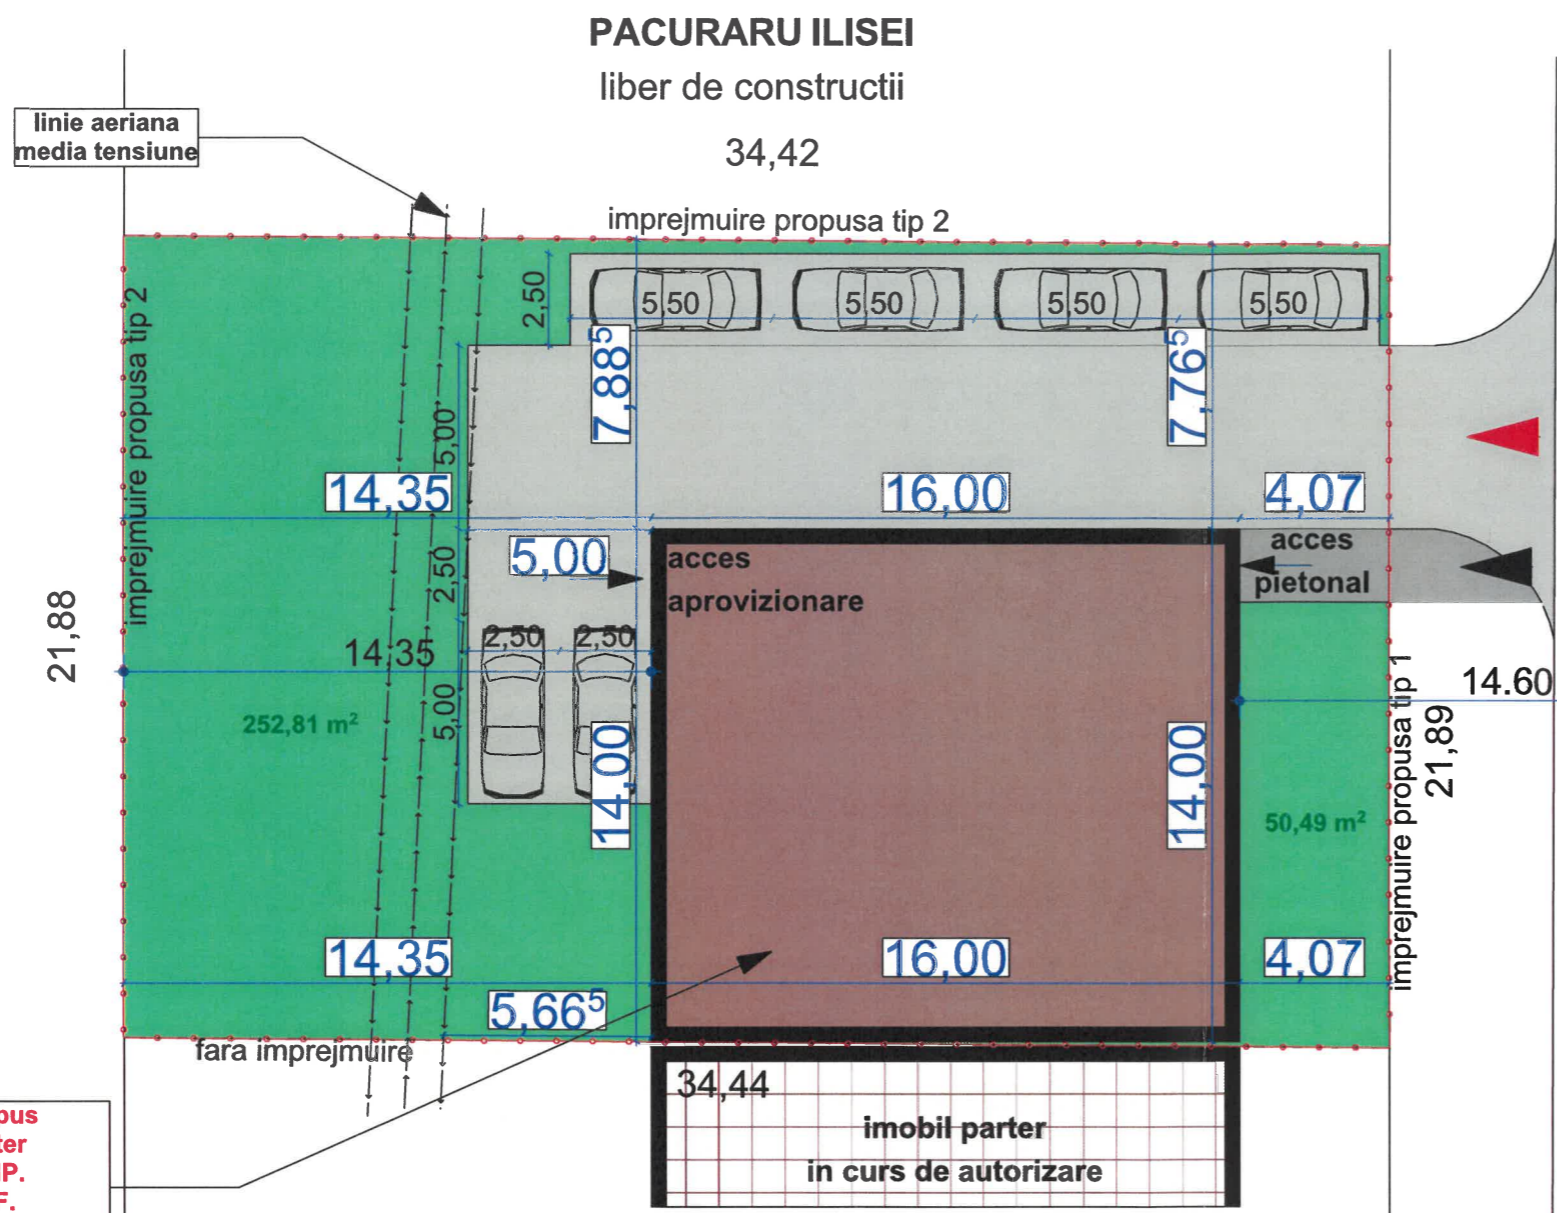 PACURARU ILISEI
liber de constructii
linie aeriana
media tensiune
34,42
imprejmuire propusa tip 2
imprejmuire propusa tip 2
2,50
5,50
5,50
5,50
5,50
7,88⁵
7,76⁵
5,00
14,35
16,00
4,07
5,00
acces
aprovizionare
acces
pietonal
2,50
21,88
2,50
2,50
14.35
14.60
252,81 m²
5,00
14,00
14,00
imprejmuire propusa tip 1
21,89
50,49 m²
14,35
16,00
4,07
5,66⁵
fara imprejmuire
34,44
imobil parter
in curs de autorizare